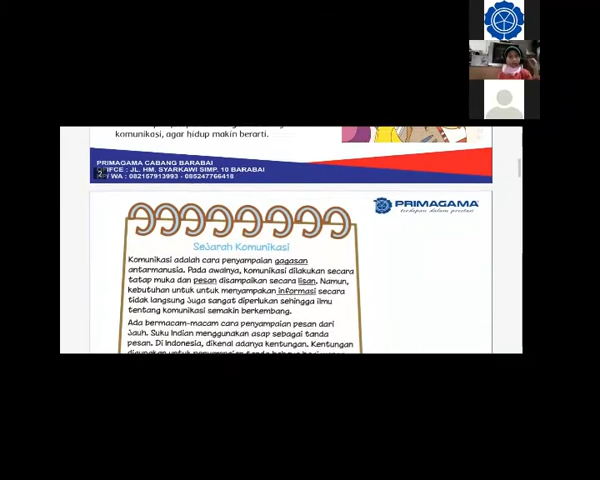 komunikasi, agar hidup makin berarti.
PRIMAGAMA CABANG BARABAI
: JL. HM. SYARKAWI SIMP. 10 BARABAI
WA : 082157913993 - 085247766418
PRIMAGAMA
terdepan dalam prestasi
Sejarah Komunikasi
Komunikasi adalah cara penyampaian gagasan
antarmanusia. Pada awalnya, komunikasi dilakukan secara
tatap muka dan pesan disampaikan secara lisan. Namun,
kebutuhan untuk untuk menyampakan informasi secara
tidak langsung juga sangat diperlukan sehingga ilmu
tentang komunikasi semakin berkembang.
Ada bermacam-macam cara penyampaian pesan dari
jauh. Suku Indian menggunakan asap sebagai tanda
pesan. Di Indonesia, dikenal adanya kentungan. Kentungan